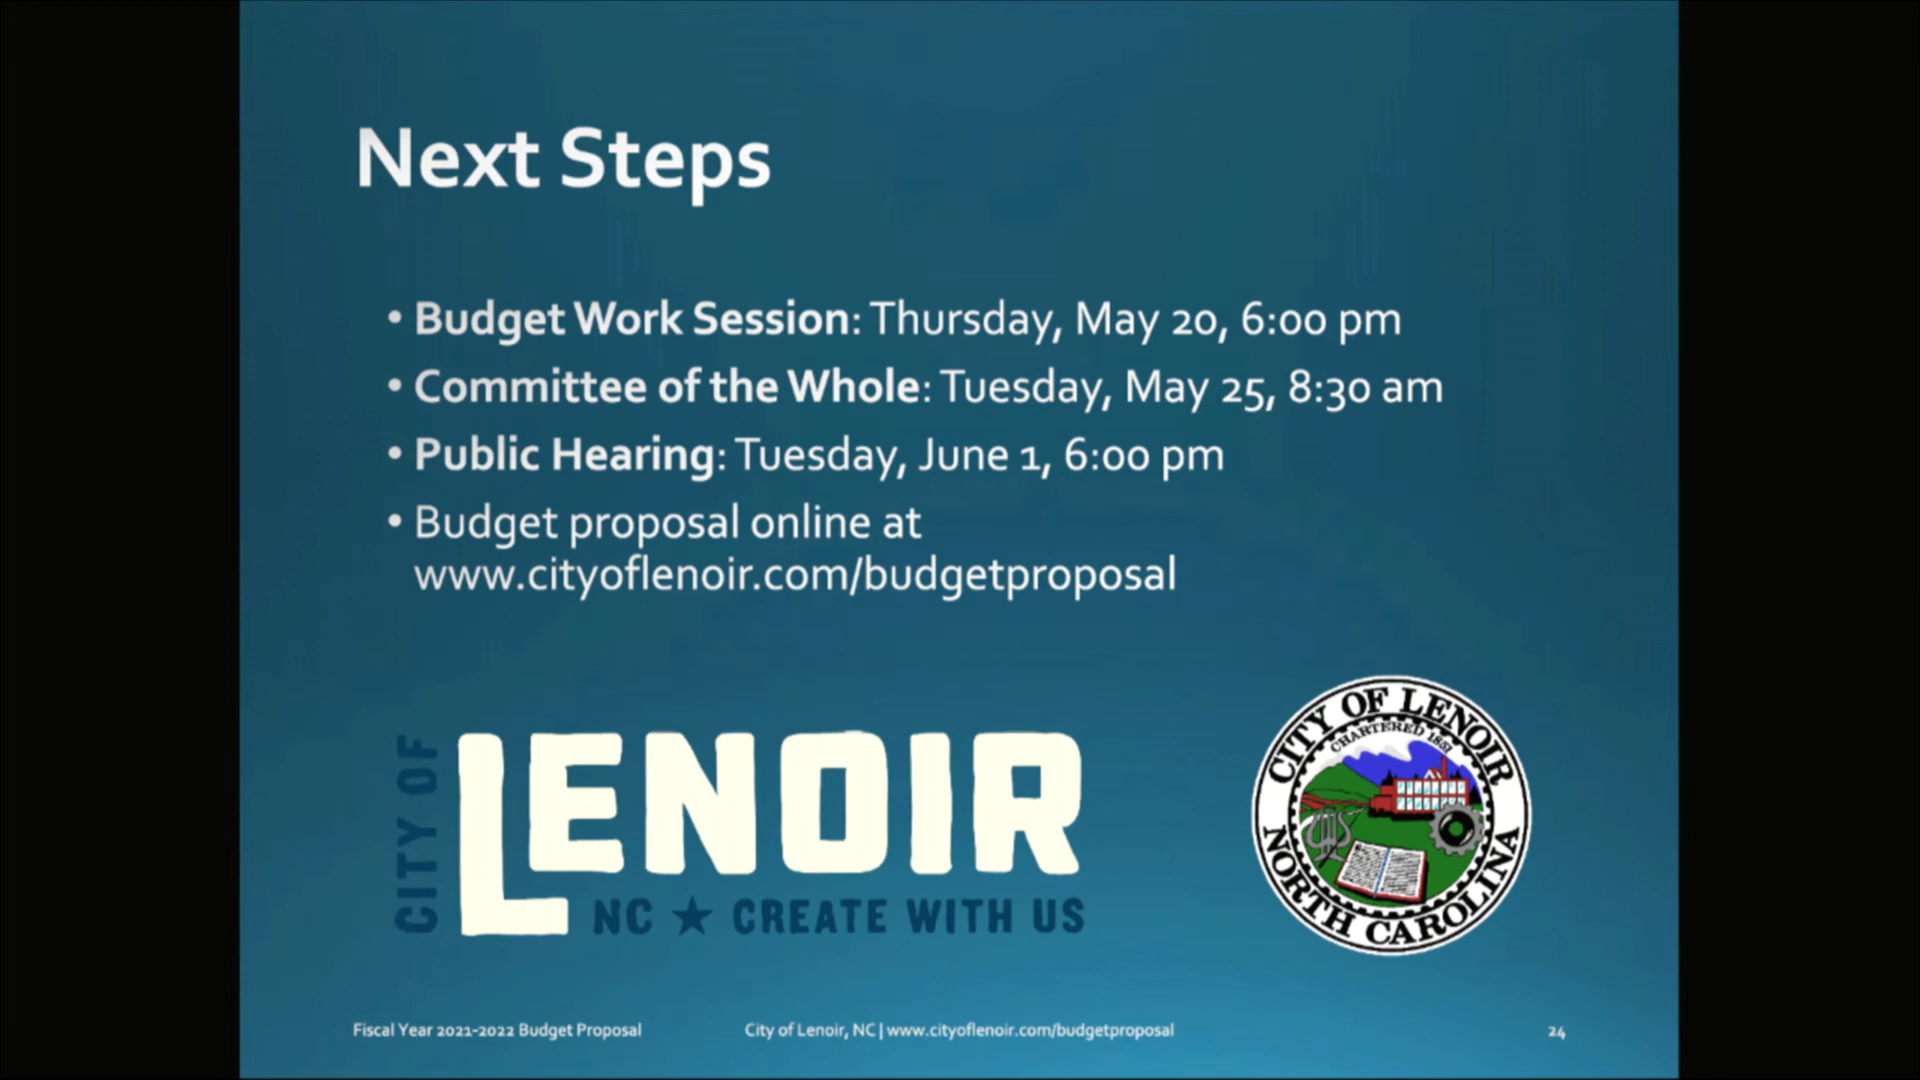 Next Steps
• Budget Work Session: Thursday, May 20, 6:00 pm
• Committee of the Whole: Tuesday, May 25, 8:30 am
• Public Hearing: Tuesday, June 1, 6:00 pm
• Budget proposal online at
www.cityoflenoir.com/budgetproposal
CITY OF
LENOIR
NC ★ CREATE WITH US
CITY OF LENOIR
CHARTERED 1851
NORTH CAROLINA
Fiscal Year 2021-2022 Budget Proposal
City of Lenoir, NC | www.cityoflenoir.com/budgetproposal
24